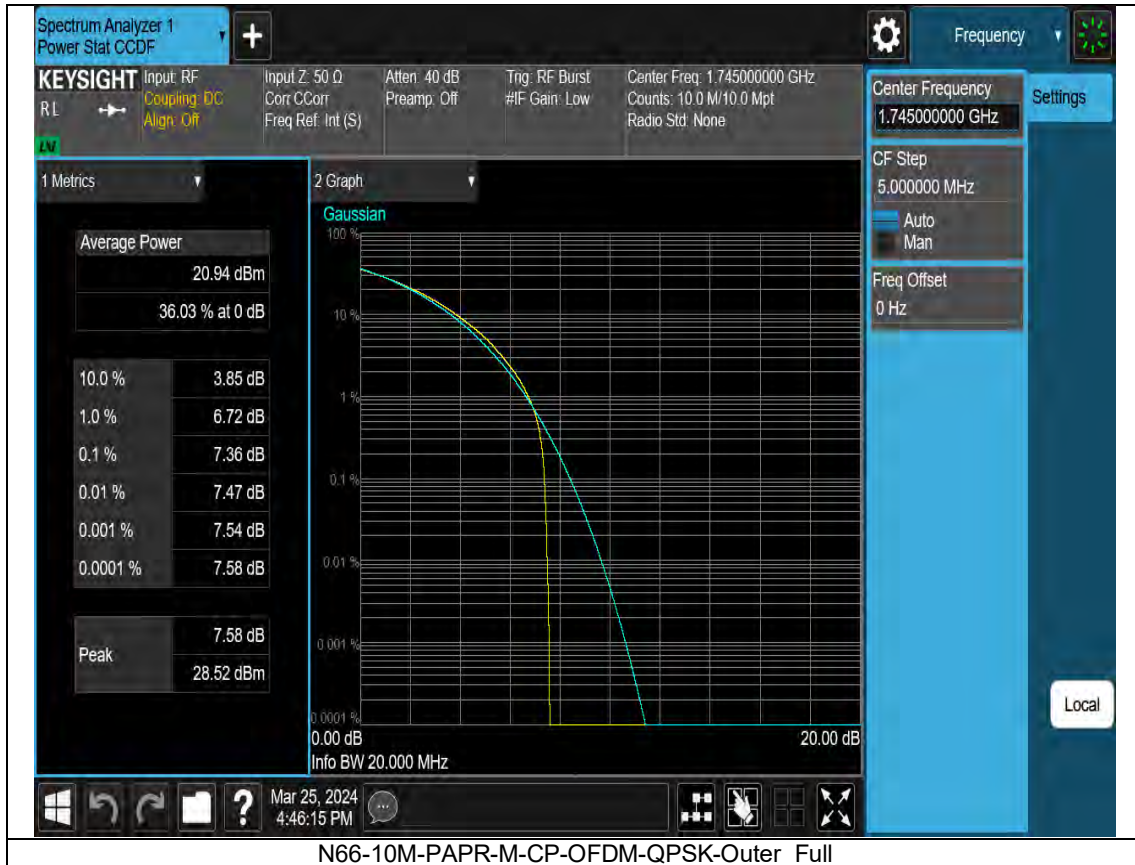 Spectrum Analyzer 1
Power Stat CCDF
Frequency
KEYSIGHT
RL
LXI
Input: RF
Coupling: DC
Align: Off
Input Z: 50 Ω
Corr CCorr
Freq Ref: Int (S)
Atten: 40 dB
Preamp: Off
Trig: RF Burst
#IF Gain: Low
Center Freq: 1.745000000 GHz
Counts: 10.0 M/10.0 Mpt
Radio Std: None
Center Frequency
1.745000000 GHz
Settings
CF Step
5.000000 MHz
Auto
Man
Freq Offset
0 Hz
1 Metrics
Average Power
20.94 dBm
36.03 % at 0 dB
10.0 % 3.85 dB
1.0 % 6.72 dB
0.1 % 7.36 dB
0.01 % 7.47 dB
0.001 % 7.54 dB
0.0001 % 7.58 dB
Peak
7.58 dB
28.52 dBm
2 Graph
Gaussian
100 %
10 %
1 %
0.1 %
0.01 %
0.001 %
0.0001 %
0.00 dB
20.00 dB
Info BW 20.000 MHz
Local
?
Mar 25, 2024
4:46:15 PM
N66-10M-PAPR-M-CP-OFDM-QPSK-Outer_Full